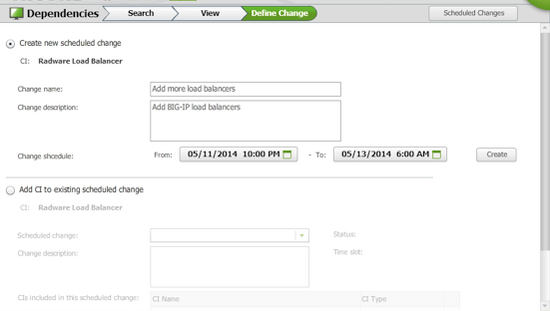 Dependencies Search View Define Change Scheduled Changes
Create new scheduled change
CI: Radware Load Balancer
Change name: Add more load balancers
Change description: Add BIG-IP load balancers
Change shcedule: From: 05/11/2014 10:00 PM - To: 05/13/2014 6:00 AM Create
Add CI to existing scheduled change
CI: Radware Load Balancer
Scheduled change: Status:
Change description: Time slot:
CIs included in this scheduled change: CI Name CI Type